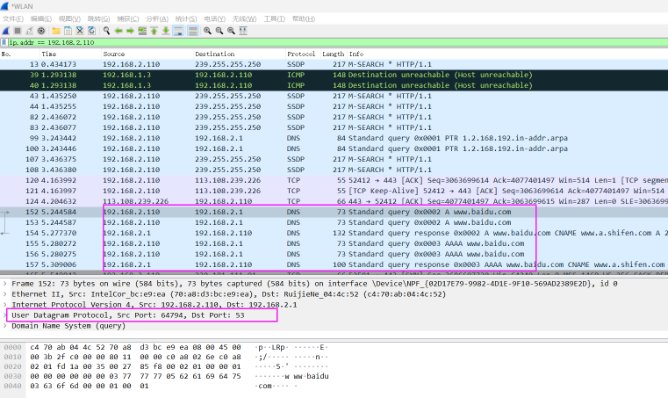 *WLAN
文件(F) 编辑(E) 视图(V) 跳转(G) 捕获(C) 分析(A) 统计(S) 电话(Y) 无线(W) 工具(T) 帮助(H)
ip.addr == 192.168.2.110
No. Time Source Destination Protocol Length Info
13 0.434173 192.168.2.110 239.255.255.250 SSDP 217 M-SEARCH * HTTP/1.1
39 1.293138 192.168.1.3 192.168.2.110 ICMP 148 Destination unreachable (Host unreachable)
40 1.293138 192.168.1.3 192.168.2.110 ICMP 148 Destination unreachable (Host unreachable)
43 1.435250 192.168.2.110 239.255.255.250 SSDP 217 M-SEARCH * HTTP/1.1
44 1.435255 192.168.2.110 239.255.255.250 SSDP 217 M-SEARCH * HTTP/1.1
82 2.436072 192.168.2.110 239.255.255.250 SSDP 217 M-SEARCH * HTTP/1.1
83 2.436077 192.168.2.110 239.255.255.250 SSDP 217 M-SEARCH * HTTP/1.1
99 3.243442 192.168.2.110 192.168.2.1 DNS 84 Standard query 0x0001 PTR 1.2.168.192.in-addr.arpa
100 3.243446 192.168.2.110 192.168.2.1 DNS 84 Standard query 0x0001 PTR 1.2.168.192.in-addr.arpa
107 3.436375 192.168.2.110 239.255.255.250 SSDP 217 M-SEARCH * HTTP/1.1
108 3.436380 192.168.2.110 239.255.255.250 SSDP 217 M-SEARCH * HTTP/1.1
120 4.163992 192.168.2.110 113.108.239.226 TCP 55 52412 → 443 [ACK] Seq=3063699614 Ack=4077401497 Win=514 Len=1 [TCP segmen
121 4.163997 192.168.2.110 113.108.239.226 TCP 55 [TCP Keep-Alive] 52412 → 443 [ACK] Seq=3063699614 Ack=4077401497 Win=514
124 4.204632 113.108.239.226 192.168.2.110 TCP 66 443 → 52412 [ACK] Seq=4077401497 Ack=3063699615 Win=287 Len=0 SLE=30636
152 5.244584 192.168.2.110 192.168.2.1 DNS 73 Standard query 0x0002 A www.baidu.com
153 5.244587 192.168.2.110 192.168.2.1 DNS 73 Standard query 0x0002 A www.baidu.com
154 5.277370 192.168.2.1 192.168.2.110 DNS 132 Standard query response 0x0002 A www.baidu.com CNAME www.a.shifen.com A 2
155 5.280272 192.168.2.110 192.168.2.1 DNS 73 Standard query 0x0003 AAAA www.baidu.com
156 5.280275 192.168.2.110 192.168.2.1 DNS 73 Standard query 0x0003 AAAA www.baidu.com
157 5.309006 192.168.2.1 192.168.2.110 DNS 100 Standard query response 0x0003 AAAA www.baidu.com CNAME www.a.shifen.com
Frame 152: 73 bytes on wire (584 bits), 73 bytes captured (584 bits) on interface \Device\NPF_{02D17E79-9982-4D1E-9F10-569AD2389E2D}, id 0
Ethernet II, Src: IntelCor_bc:e9:ea (70:a8:d3:bc:e9:ea), Dst: RuijieNe_04:4c:52 (c4:70:ab:04:4c:52)
Internet Protocol Version 4, Src: 192.168.2.110, Dst: 192.168.2.1
User Datagram Protocol, Src Port: 64794, Dst Port: 53
Domain Name System (query)
0000 c4 70 ab 04 4c 52 70 a8 d3 bc e9 ea 08 00 45 00 ·p··LRp· ······E·
0010 00 3b 2f fc 00 00 80 11 00 00 c0 a8 02 6e c0 a8 ·;/····· ·····n··
0020 02 01 fd 1a 00 35 00 27 85 f8 00 02 01 00 00 01 ·····5·' ········
0030 00 00 00 00 00 00 03 77 77 77 05 62 61 69 64 75 ·······w ww·baidu
0040 03 63 6f 6d 00 00 01 00 01 ·com···· ·